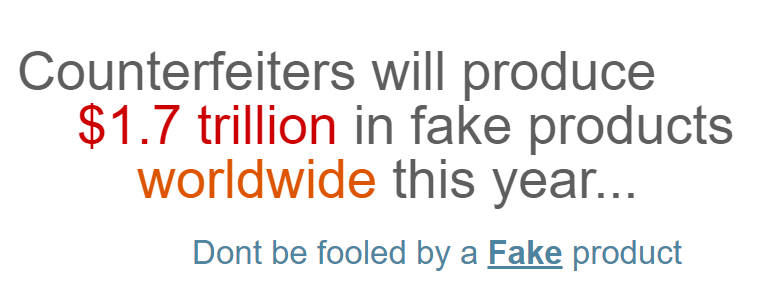 Counterfeiters will produce
$1.7 trillion in fake products
worldwide this year...
Dont be fooled by a Fake product